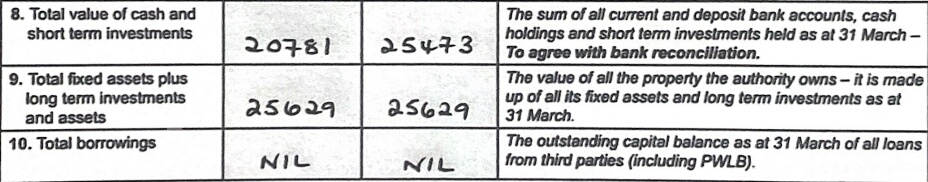 8. Total value of cash and
short term investments
20781
25473
The sum of all current and deposit bank accounts, cash
holdings and short term investments held as at 31 March –
To agree with bank reconciliation.
9. Total fixed assets plus
long term investments
and assets
25629
25629
The value of all the property the authority owns – it is made
up of all its fixed assets and long term investments as at
31 March.
10. Total borrowings
NIL
NIL
The outstanding capital balance as at 31 March of all loans
from third parties (including PWLB).